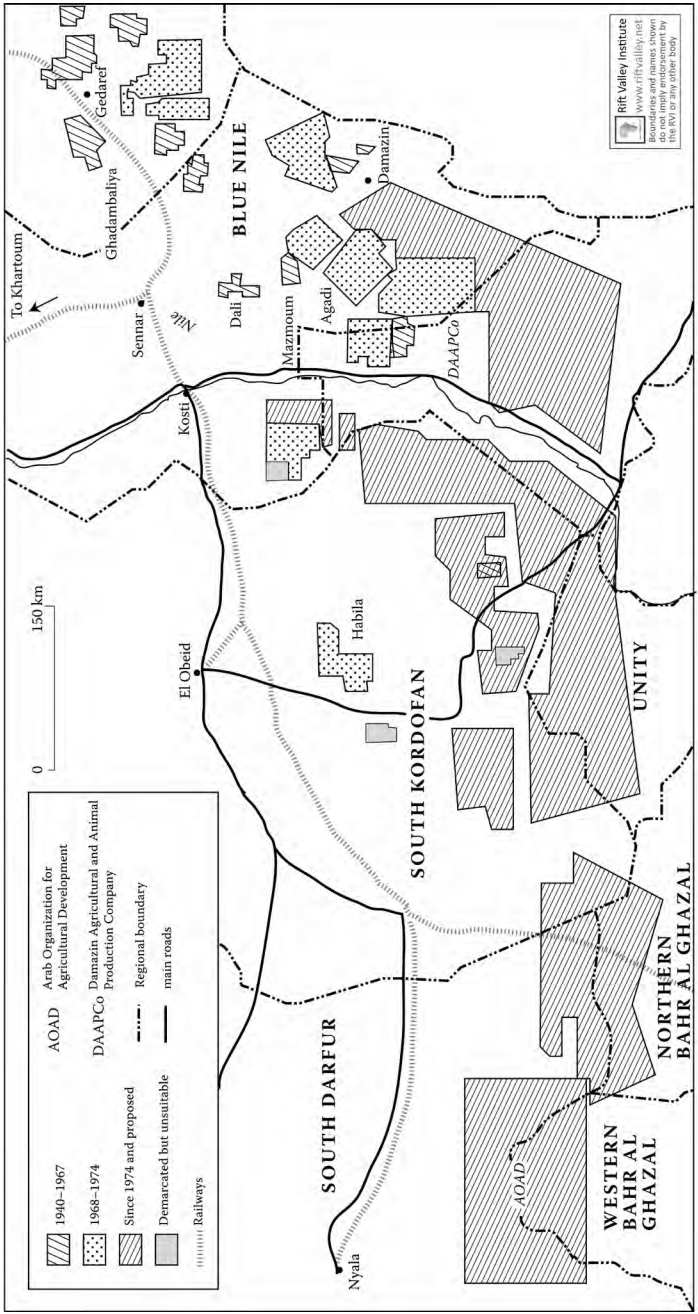 AOAD
Arab Organization for
Agricultural Development
DAAPCo
Damazin Agricultural and Animal
Production Company
Regional boundary
main roads
1940–1967
1968–1974
Since 1974 and proposed
Demarcated but unsuitable
Railways
0
150 km
To Khartoum
Sennar
Nile
Kosti
Ghadambaliya
Gedaref
BLUE NILE
Dali
Mazmoum
Agadi
Damazin
DAAPCo
El Obeid
Habila
SOUTH KORDOFAN
UNITY
SOUTH DARFUR
Nyala
AOAD
WESTERN
BAHR AL
GHAZAL
NORTHERN
BAHR AL GHAZAL
Rift Valley Institute
www.riftvalley.net
Boundaries and names shown
do not imply endorsement by
the RVI or any other body